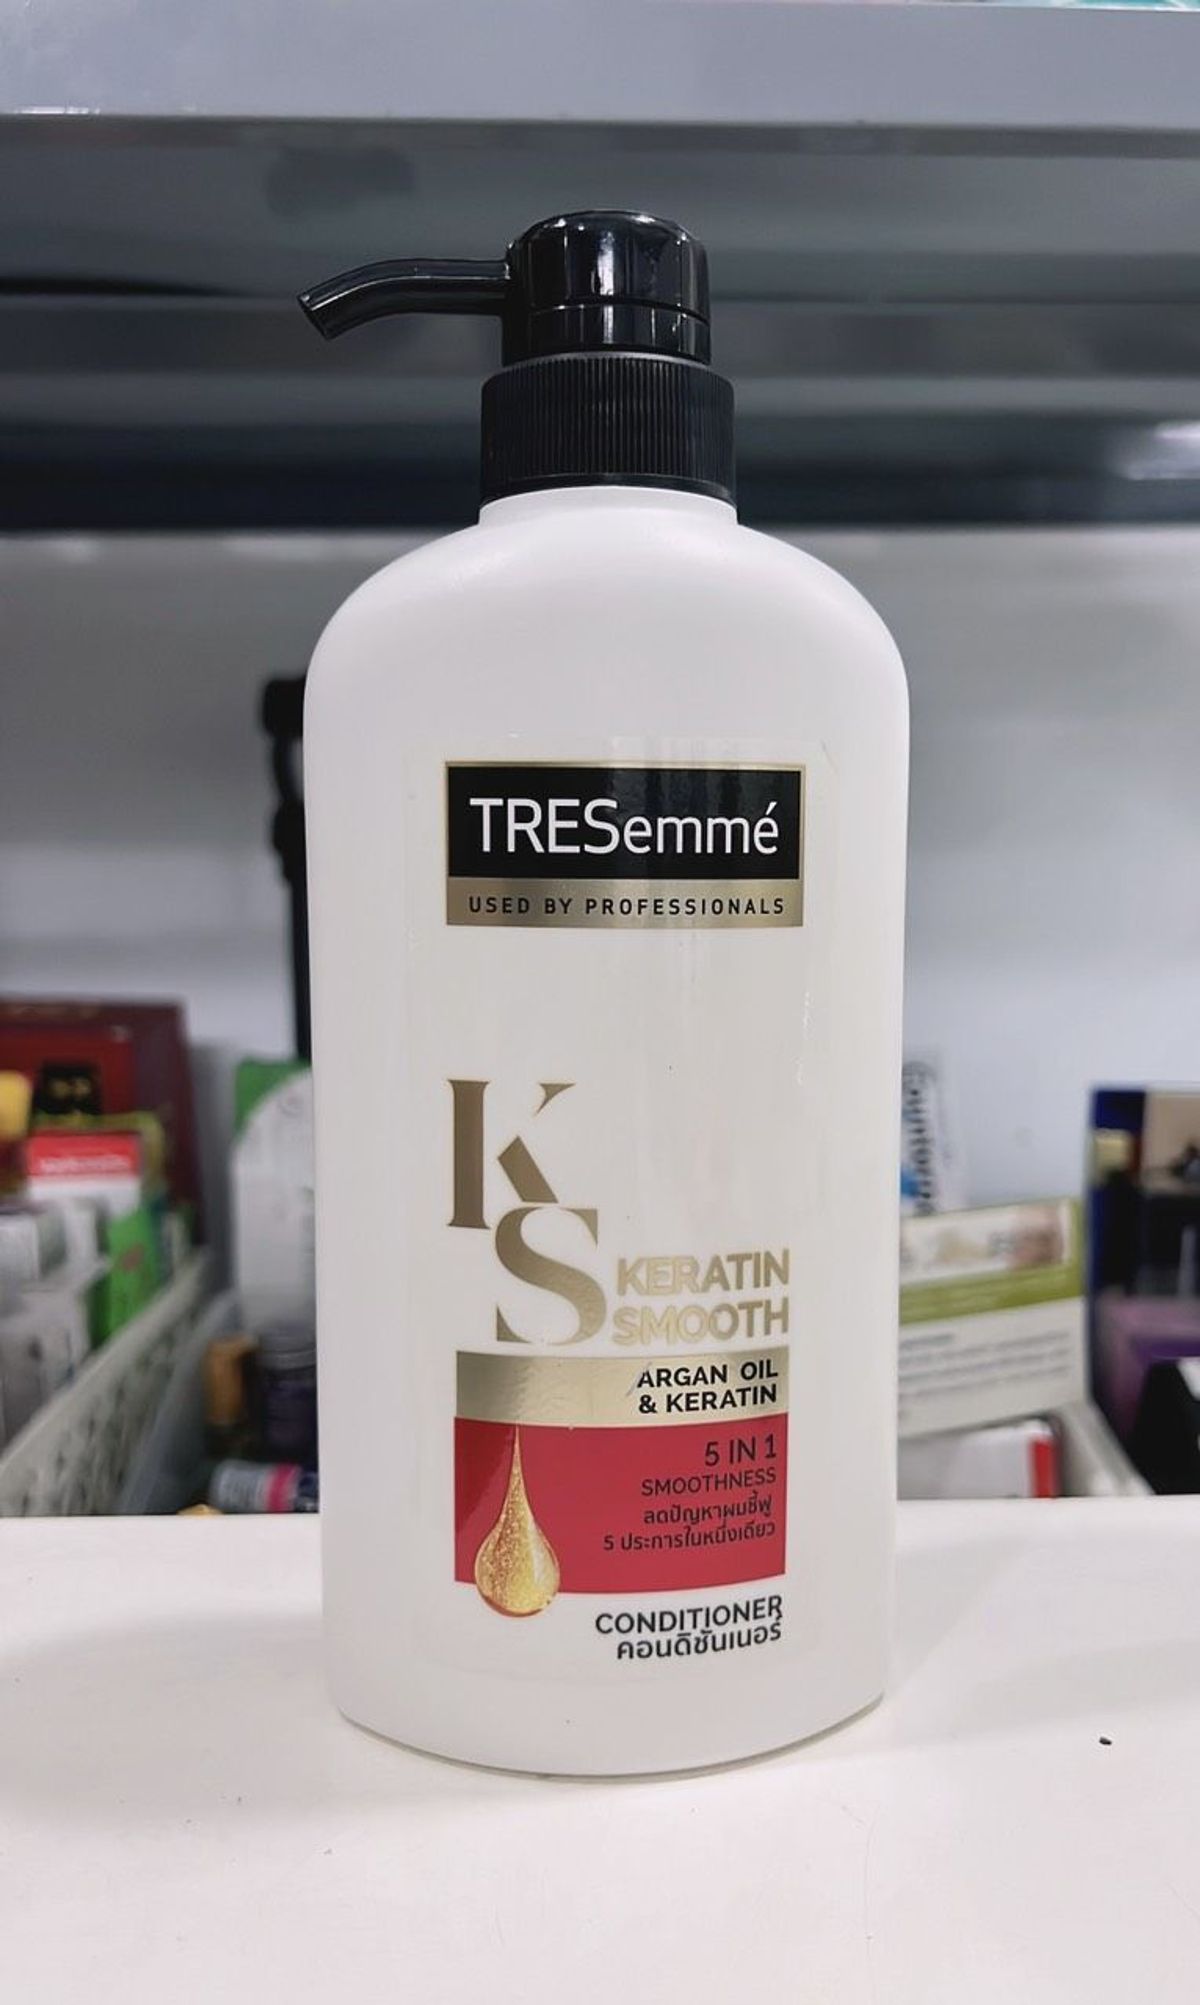 TRESemmé
USED BY PROFESSIONALS
KS
KERATIN
SMOOTH
ARGAN OIL
& KERATIN
5 IN 1
SMOOTHNESS
ลดปัญหาผมชี้ฟู
5 ประการในหนึ่งเดียว
CONDITIONER
คอนดิชันเนอร์